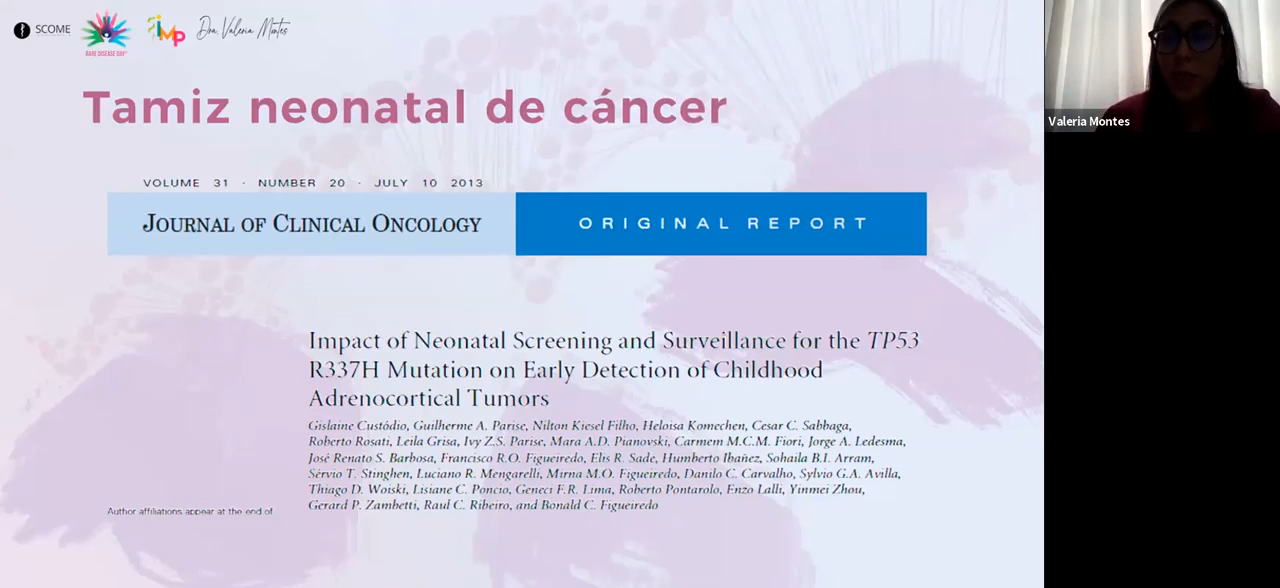 SCOME
RARE DISEASE DAY
iMP
Dra. Valeria Montes
Tamiz neonatal de cáncer
VOLUME 31 · NUMBER 20 · JULY 10 2013
JOURNAL OF CLINICAL ONCOLOGY
ORIGINAL REPORT
Impact of Neonatal Screening and Surveillance for the TP53
R337H Mutation on Early Detection of Childhood
Adrenocortical Tumors
Gislaine Custódio, Guilherme A. Parise, Nilton Kiesel Filho, Heloisa Komechen, Cesar C. Sabbaga,
Roberto Rosati, Leila Grisa, Ivy Z.S. Parise, Mara A.D. Pianovski, Carmem M.C.M. Fiori, Jorge A. Ledesma,
José Renato S. Barbosa, Francisco R.O. Figueiredo, Elis R. Sade, Humberto Ibañez, Sohaila B.I. Arram,
Sérvio T. Stinghen, Luciano R. Mengarelli, Mirna M.O. Figueiredo, Danilo C. Carvalho, Sylvio G.A. Avilla,
Thiago D. Woiski, Lisiane C. Poncio, Geneci F.R. Lima, Roberto Pontarolo, Enzo Lalli, Yinmei Zhou,
Gerard P. Zambetti, Raul C. Ribeiro, and Bonald C. Figueiredo
Author affiliations appear at the end of
Valeria Montes